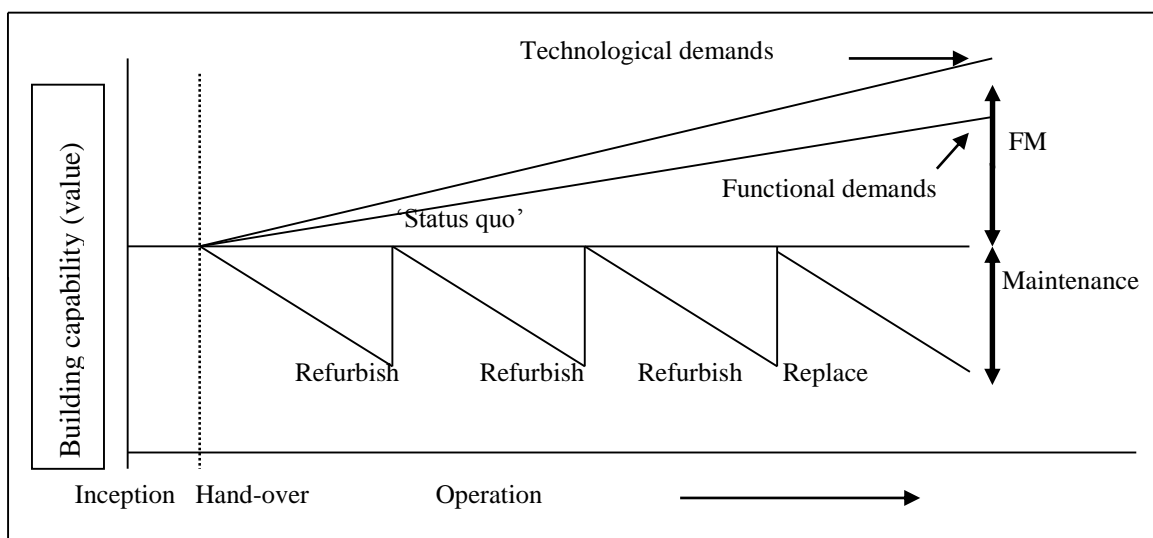 Technological demands
Building capability (value)
FM
Functional demands
‘Status quo’
Maintenance
Refurbish Refurbish Refurbish Replace
Inception Hand-over Operation